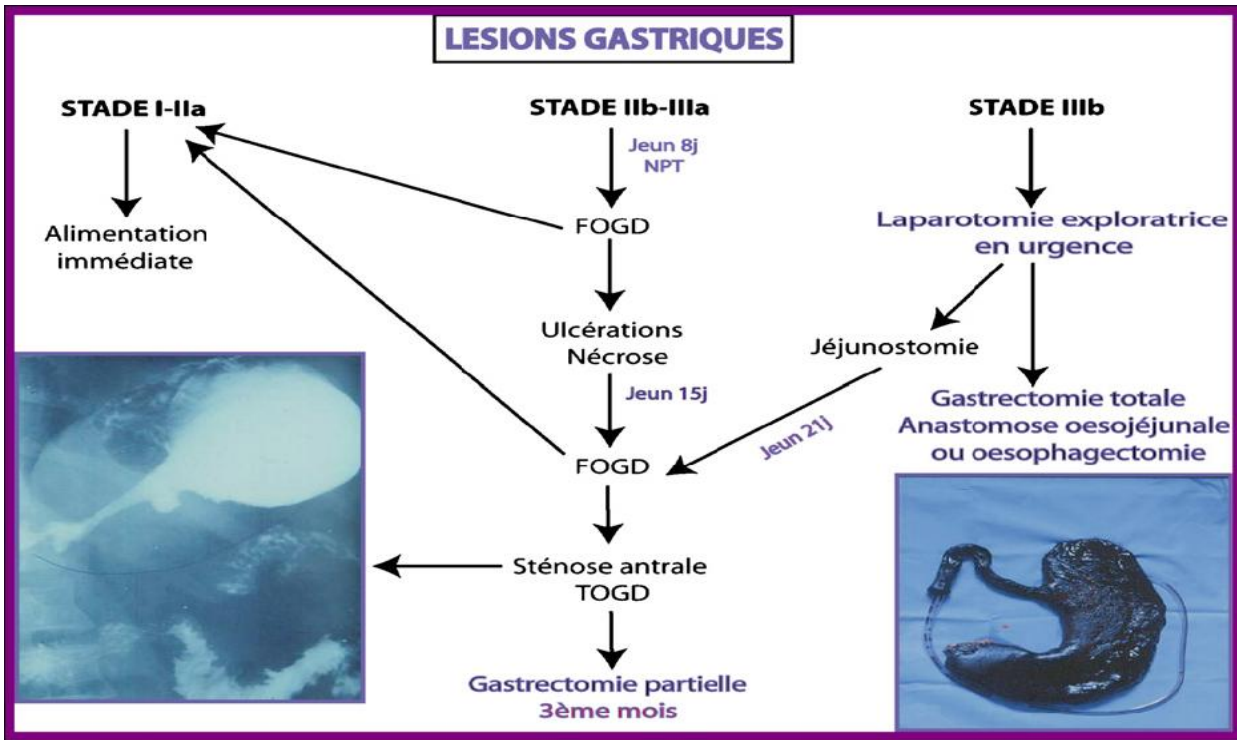 LESIONS GASTRIQUES
STADE I-IIa
Alimentation
immédiate
STADE IIb-IIIa
Jeun 8j
NPT
FOGD
Ulcérations
Nécrose
Jeun 15j
FOGD
Sténose antrale
TOGD
Gastrectomie partielle
3ème mois
STADE IIIb
Laparotomie exploratrice
en urgence
Jéjunostomie
Jeun 21j
Gastrectomie totale
Anastomose oesojéjunale
ou oesophagectomie